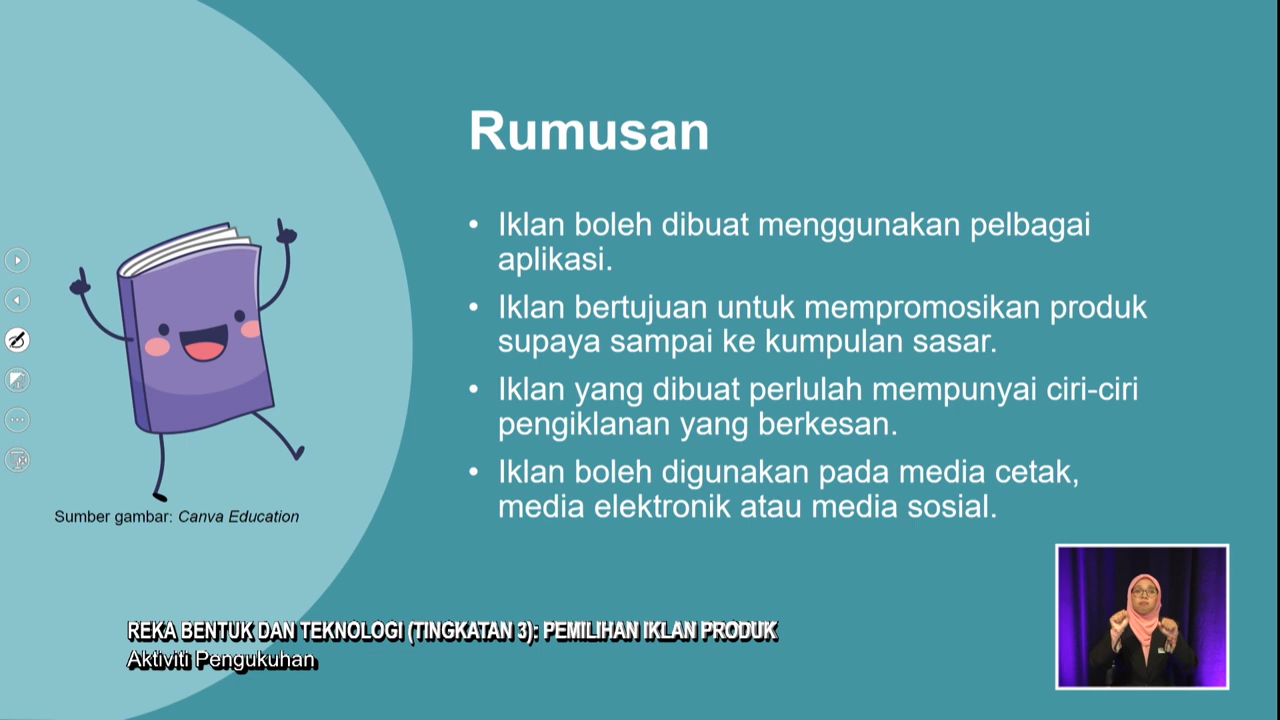 Rumusan
• Iklan boleh dibuat menggunakan pelbagai
aplikasi.
• Iklan bertujuan untuk mempromosikan produk
supaya sampai ke kumpulan sasar.
• Iklan yang dibuat perlulah mempunyai ciri-ciri
pengiklanan yang berkesan.
• Iklan boleh digunakan pada media cetak,
media elektronik atau media sosial.
Sumber gambar: Canva Education
REKA BENTUK DAN TEKNOLOGI (TINGKATAN 3): PEMILIHAN IKLAN PRODUK
Aktiviti Pengukuhan